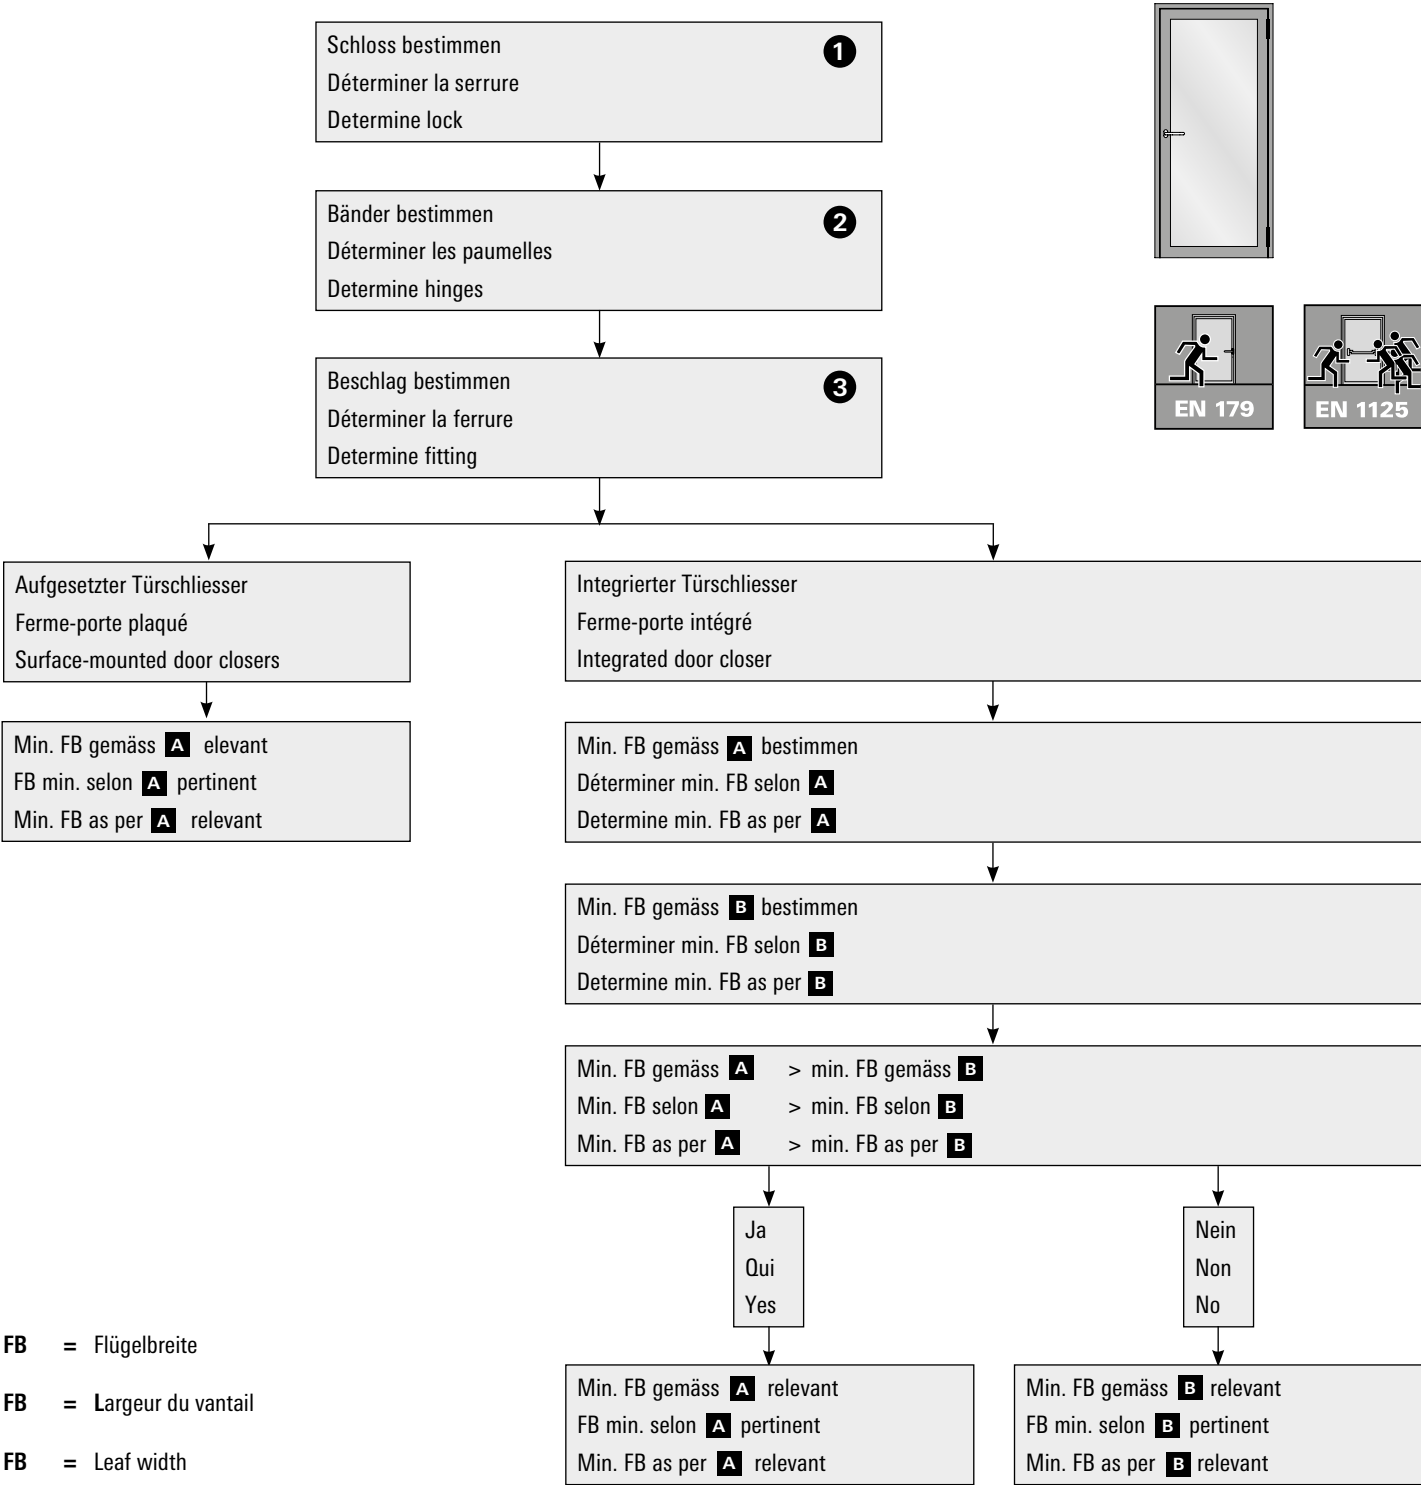 Schloss bestimmen
Déterminer la serrure
Determine lock
1
Bänder bestimmen
Déterminer les paumelles
Determine hinges
2
Beschlag bestimmen
Déterminer la ferrure
Determine fitting
3
EN 179
EN 1125
Aufgesetzter Türschliesser
Ferme-porte plaqué
Surface-mounted door closers
Min. FB gemäss A elevant
FB min. selon A pertinent
Min. FB as per A relevant
Integrierter Türschliesser
Ferme-porte intégré
Integrated door closer
Min. FB gemäss A bestimmen
Déterminer min. FB selon A
Determine min. FB as per A
Min. FB gemäss B bestimmen
Déterminer min. FB selon B
Determine min. FB as per B
Min. FB gemäss A > min. FB gemäss B
Min. FB selon A > min. FB selon B
Min. FB as per A > min. FB as per B
Ja
Qui
Yes
Nein
Non
No
Min. FB gemäss A relevant
FB min. selon A pertinent
Min. FB as per A relevant
Min. FB gemäss B relevant
FB min. selon B pertinent
Min. FB as per B relevant
FB = Flügelbreite
FB = Largeur du vantail
FB = Leaf width